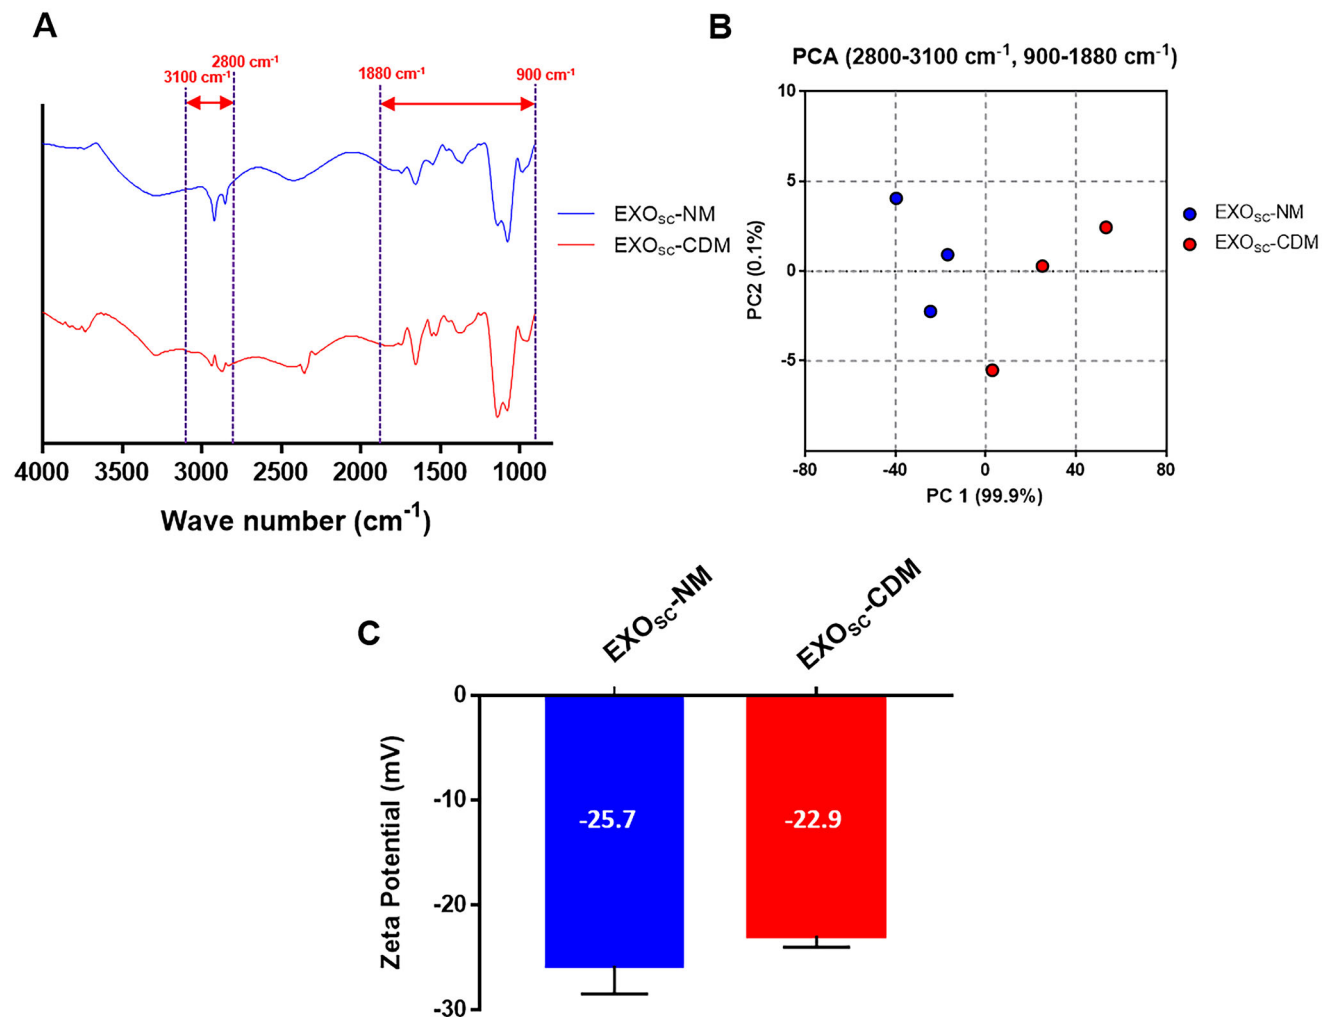 A
3100 cm-1
2800 cm-1
1880 cm-1
900 cm-1
EXOSC-NM
EXOSC-CDM
4000 3500 3000 2500 2000 1500 1000
Wave number (cm-1)
B
PCA (2800-3100 cm-1, 900-1880 cm-1)
10
5
0
-5
PC2 (0.1%)
-80 -40 0 40 80
PC 1 (99.9%)
EXOSC-NM
EXOSC-CDM
C
EXOSC-NM
EXOSC-CDM
0
-10
-20
-30
Zeta Potential (mV)
-25.7
-22.9